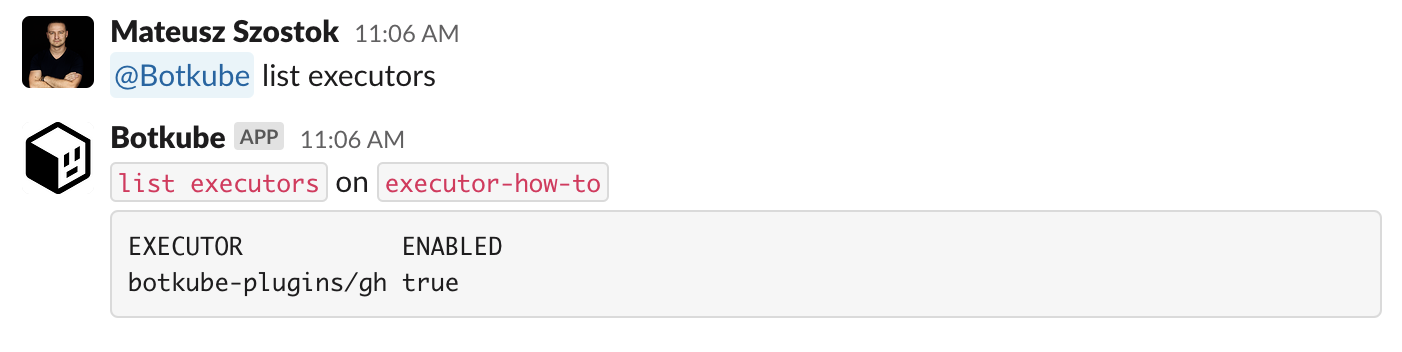 Mateusz Szostok 11:06 AM
@Botkube list executors
Botkube APP 11:06 AM
list executors on executor-how-to
EXECUTOR ENABLED
botkube-plugins/gh true